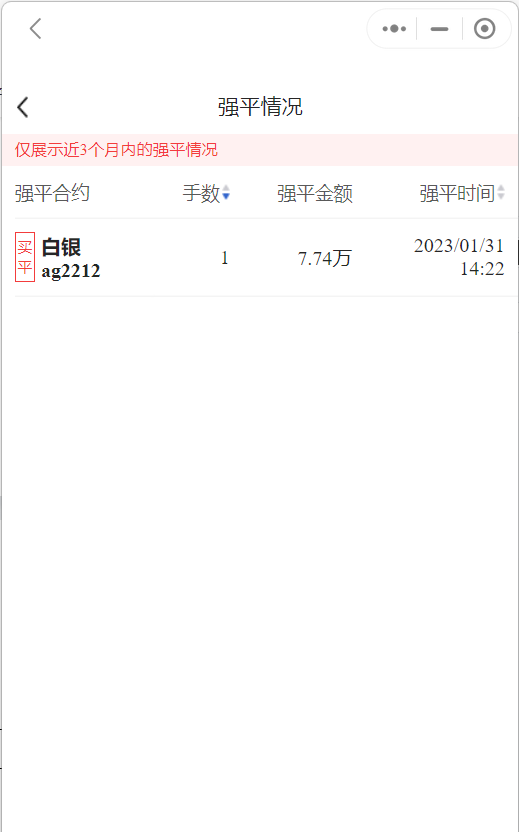 强平情况
仅展示近3个月内的强平情况
强平合约 手数 强平金额 强平时间
买平 白银 ag2212 1 7.74万 2023/01/31 14:22